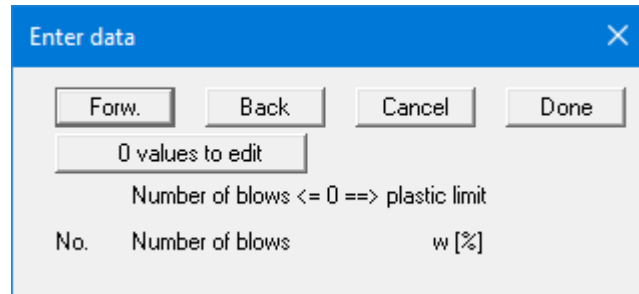 Enter data
Forw. Back Cancel Done
0 values to edit
Number of blows <= 0 ==> plastic limit
No. Number of blows w [%]